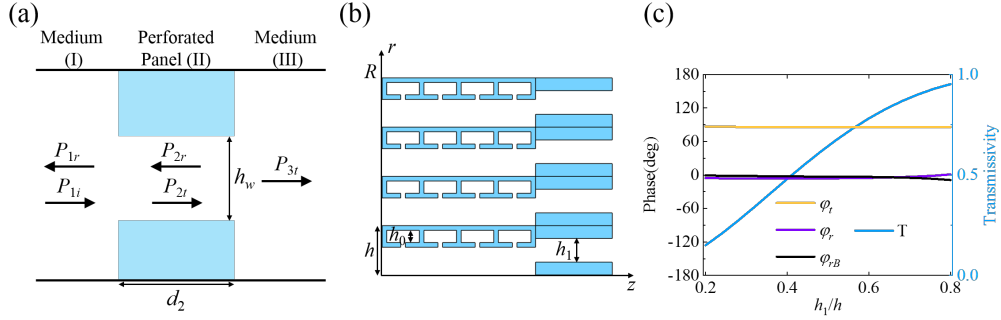 (a)
Medium
(I)
Perforated
Panel (II)
Medium
(III)
P1r
P1i
P2r
P2t
hw
P3t
d2
(b)
r
R
h
h0
h1
z
(c)
Phase(deg)
180
120
60
0
-60
-120
-180
0.2
0.4
0.6
0.8
h1/h
1.0
0.5
0.0
Transmissivity
φt
φr
T
φrB